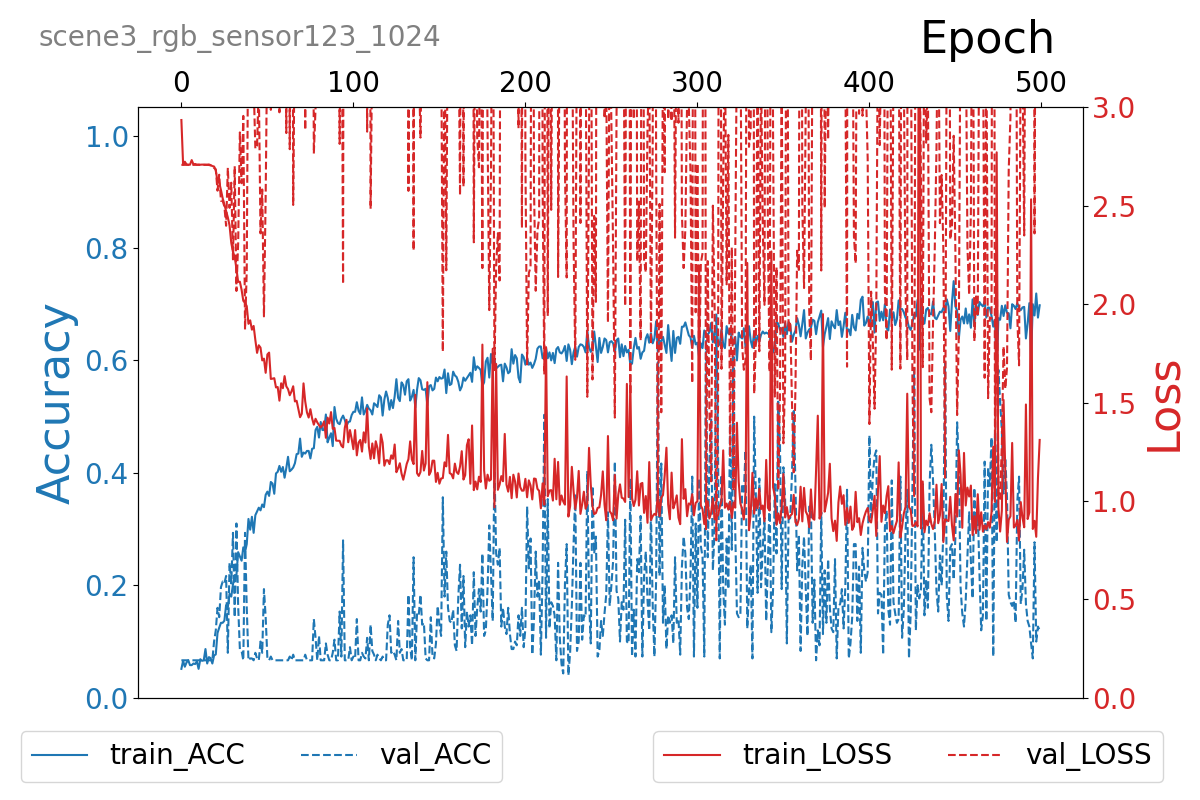 scene3_rgb_sensor123_1024
Epoch
0 100 200 300 400 500
1.0
0.8
0.6
0.4
0.2
0.0
Accuracy
3.0
2.5
2.0
1.5
1.0
0.5
0.0
Loss
train_ACC val_ACC
train_LOSS val_LOSS